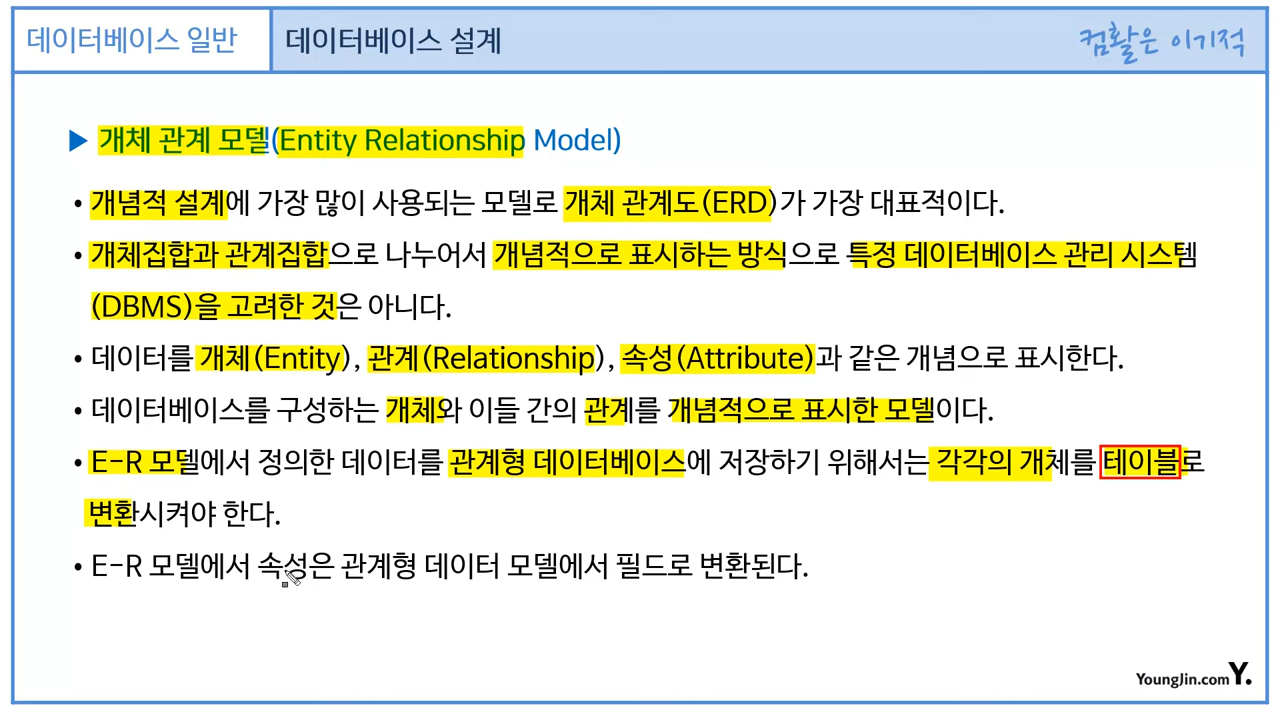 데이터베이스 일반
데이터베이스 설계
컴활은 이기적
▶ 개체 관계 모델(Entity Relationship Model)
• 개념적 설계에 가장 많이 사용되는 모델로 개체 관계도(ERD)가 가장 대표적이다.
• 개체집합과 관계집합으로 나누어서 개념적으로 표시하는 방식으로 특정 데이터베이스 관리 시스템
(DBMS)을 고려한 것은 아니다.
• 데이터를 개체(Entity), 관계(Relationship), 속성(Attribute)과 같은 개념으로 표시한다.
• 데이터베이스를 구성하는 개체와 이들 간의 관계를 개념적으로 표시한 모델이다.
• E-R 모델에서 정의한 데이터를 관계형 데이터베이스에 저장하기 위해서는 각각의 개체를 테이블로
변환시켜야 한다.
• E-R 모델에서 속성은 관계형 데이터 모델에서 필드로 변환된다.
YoungJin.com Y.